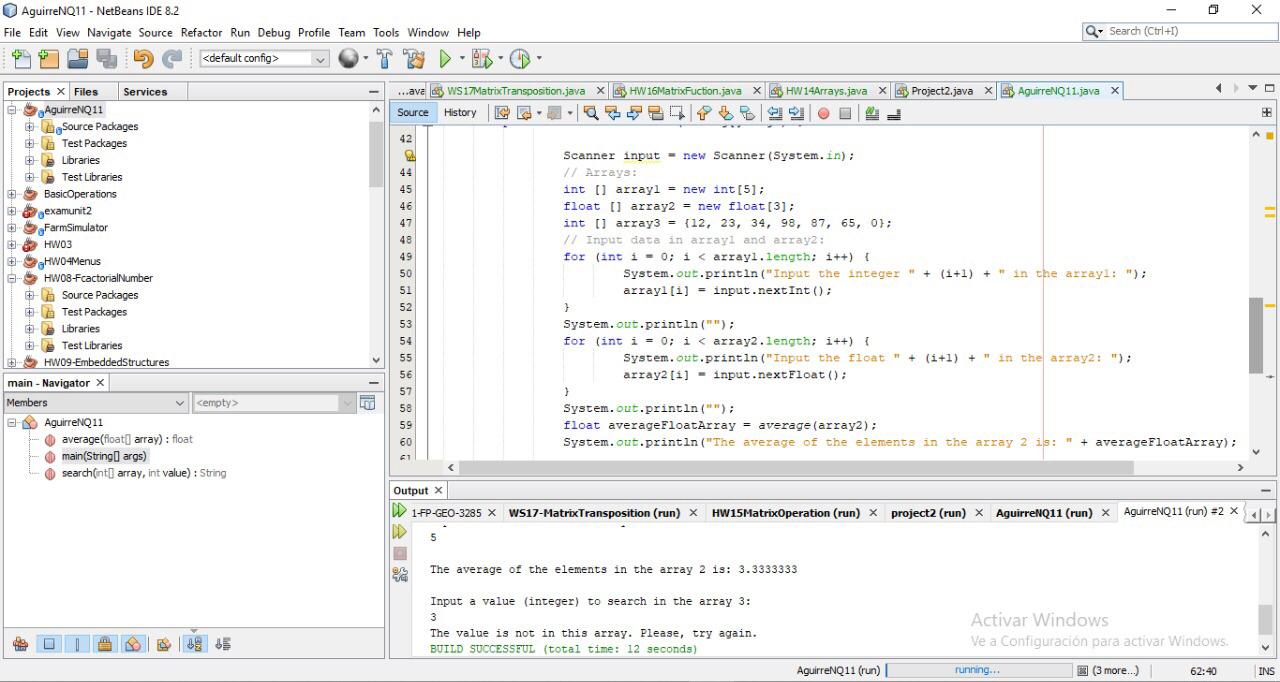 AguirreNQ11 - NetBeans IDE 8.2
File Edit View Navigate Source Refactor Run Debug Profile Team Tools Window Help
Search (Ctrl+I)
<default config>
Projects Files Services
AguirreNQ11
Source Packages
Test Packages
Libraries
Test Libraries
BasicOperations
examunit2
FarmSimulator
HW03
HW04Menus
HW08-FcactorialNumber
Source Packages
Test Packages
Libraries
Test Libraries
HW09-EmbeddedStructures
main - Navigator
Members <empty>
AguirreNQ11
average(float[] array) : float
main(String[] args)
search(int[] array, int value) : String
...ava WS17MatrixTransposition.java HW16MatrixFuction.java HW14Arrays.java Project2.java AguirreNQ11.java
Source History
42
Scanner input = new Scanner(System.in);
44 // Arrays:
45 int [] array1 = new int[5];
46 float [] array2 = new float[3];
47 int [] array3 = {12, 23, 34, 98, 87, 65, 0};
48 // Input data in array1 and array2:
49 for (int i = 0; i < array1.length; i++) {
50 System.out.println("Input the integer " + (i+1) + " in the array1: ");
51 array1[i] = input.nextInt();
52 }
53 System.out.println("");
54 for (int i = 0; i < array2.length; i++) {
55 System.out.println("Input the float " + (i+1) + " in the array2: ");
56 array2[i] = input.nextFloat();
57 }
58 System.out.println("");
59 float averageFloatArray = average(array2);
60 System.out.println("The average of the elements in the array 2 is: " + averageFloatArray);
61
Output
1-FP-GEO-3285 WS17-MatrixTransposition (run) HW15MatrixOperation (run) project2 (run) AguirreNQ11 (run) AguirreNQ11 (run) #2
5
The average of the elements in the array 2 is: 3.3333333
Input a value (integer) to search in the array 3:
3
The value is not in this array. Please, try again.
BUILD SUCCESSFUL (total time: 12 seconds)
Activar Windows
Ve a Configuración para activar Windows.
AguirreNQ11 (run) running... (3 more...) 62:40 INS